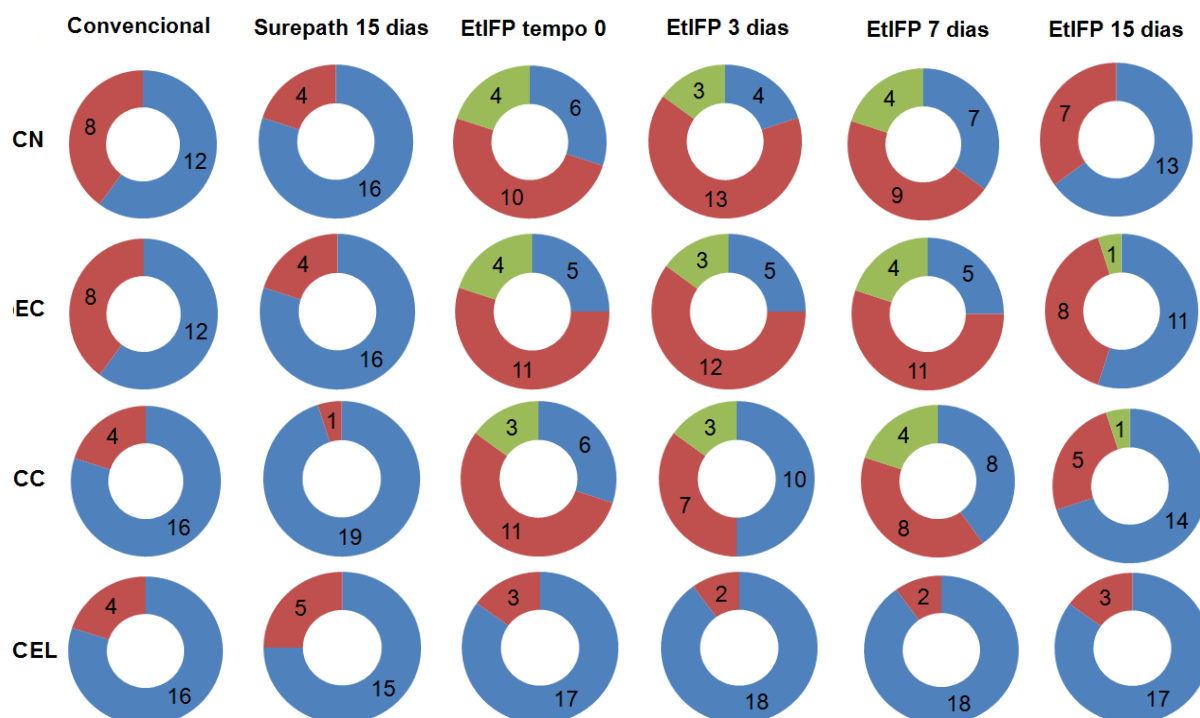 Convencional Surepath 15 dias EtIFP tempo 0 EtIFP 3 dias EtIFP 7 dias EtIFP 15 dias
CN 8 12 4 16 4 6 10 3 4 13 4 7 9 7 13
EC 8 12 4 16 4 5 11 3 5 12 4 5 11 1 8 11
CC 4 16 1 19 3 6 11 3 10 7 4 8 8 1 5 14
CEL 4 16 5 15 3 17 2 18 2 18 3 17